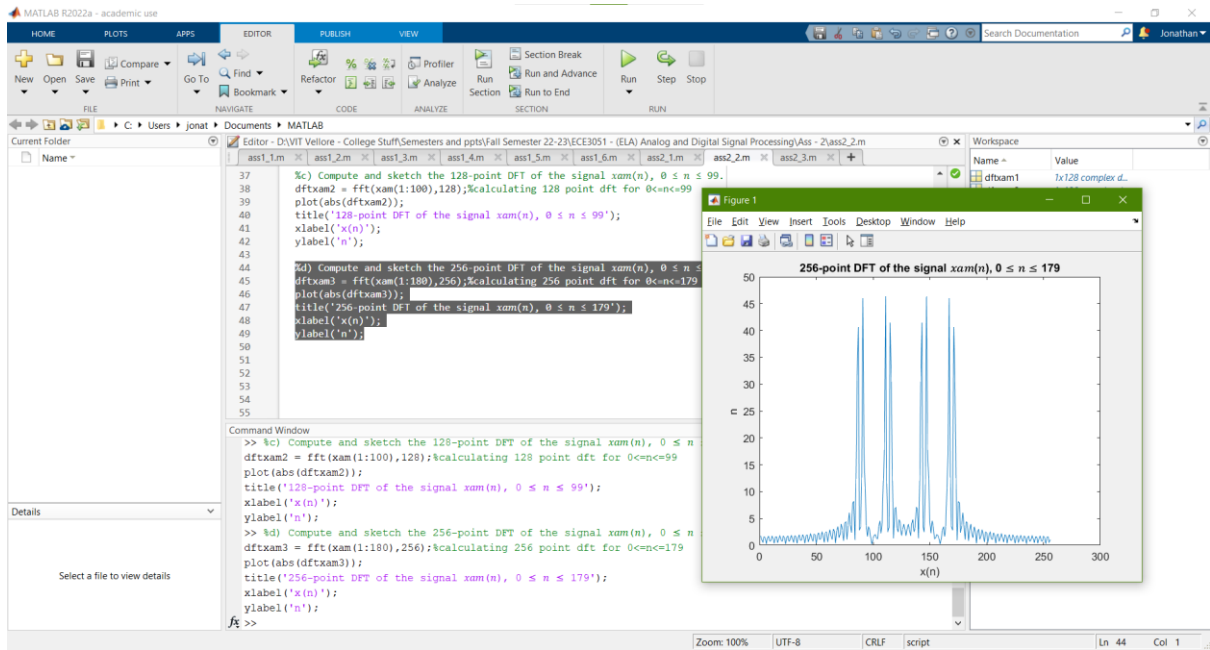 MATLAB R2022a - academic use
HOME PLOTS APPS EDITOR PUBLISH VIEW Search Documentation Jonathan
New Open Save Compare Print Go To Find Bookmark Refactor Profiler Analyze Run Section Section Break Run and Advance Run to End Run Step Stop
FILE NAVIGATE CODE ANALYZE SECTION RUN
C: Users jonat Documents MATLAB
Current Folder
Name
Editor - D:\VIT Vellore - College Stuff\Semesters and ppts\Fall Semester 22-23\ECE3051 - (ELA) Analog and Digital Signal Processing\Ass - 2\ass2_2.m
ass1_1.m ass1_2.m ass1_3.m ass1_4.m ass1_5.m ass1_6.m ass2_1.m ass2_2.m ass2_3.m
37 %c) Compute and sketch the 128-point DFT of the signal 𝑥𝑎𝑚(𝑛), 0 ≤ 𝑛 ≤ 99.
38 dftxam2 = fft(xam(1:100),128);%calculating 128 point dft for 0<=n<=99
39 plot(abs(dftxam2));
40 title('128-point DFT of the signal 𝑥𝑎𝑚(𝑛), 0 ≤ 𝑛 ≤ 99');
41 xlabel('x(n)');
42 ylabel('n');
43
44 %d) Compute and sketch the 256-point DFT of the signal 𝑥𝑎𝑚(𝑛), 0 ≤ 𝑛 ≤
45 dftxam3 = fft(xam(1:180),256);%calculating 256 point dft for 0<=n<=179
46 plot(abs(dftxam3));
47 title('256-point DFT of the signal 𝑥𝑎𝑚(𝑛), 0 ≤ 𝑛 ≤ 179');
48 xlabel('x(n)');
49 ylabel('n');
50
51
52
53
54
55
Command Window
>> %c) Compute and sketch the 128-point DFT of the signal 𝑥𝑎𝑚(𝑛), 0 ≤ 𝑛
dftxam2 = fft(xam(1:100),128);%calculating 128 point dft for 0<=n<=99
plot(abs(dftxam2));
title('128-point DFT of the signal 𝑥𝑎𝑚(𝑛), 0 ≤ 𝑛 ≤ 99');
xlabel('x(n)');
ylabel('n');
>> %d) Compute and sketch the 256-point DFT of the signal 𝑥𝑎𝑚(𝑛), 0 ≤ 𝑛
dftxam3 = fft(xam(1:180),256);%calculating 256 point dft for 0<=n<=179
plot(abs(dftxam3));
title('256-point DFT of the signal 𝑥𝑎𝑚(𝑛), 0 ≤ 𝑛 ≤ 179');
xlabel('x(n)');
ylabel('n');
fx >>
Details
Select a file to view details
Workspace
Name Value
dftxam1 1x128 complex d...
Figure 1
File Edit View Insert Tools Desktop Window Help
256-point DFT of the signal 𝑥𝑎𝑚(𝑛), 0 ≤ 𝑛 ≤ 179
50
45
40
35
30
n 25
20
15
10
5
0
0 50 100 150 200 250 300
x(n)
Zoom: 100% UTF-8 CRLF script Ln 44 Col 1